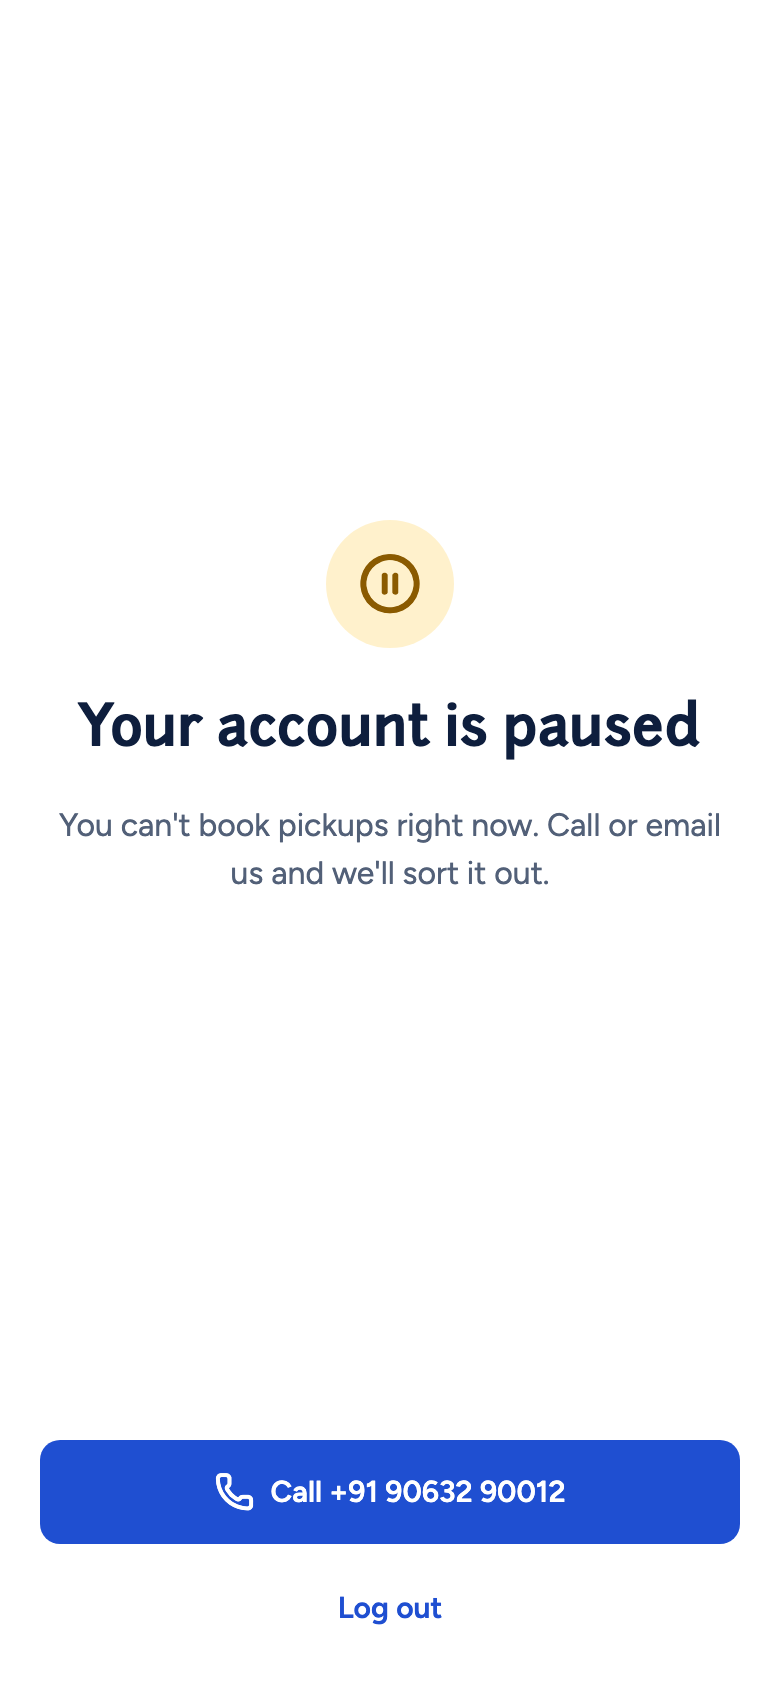 Your account is paused
You can't book pickups right now. Call or email
us and we'll sort it out.
Call +91 90632 90012
Log out